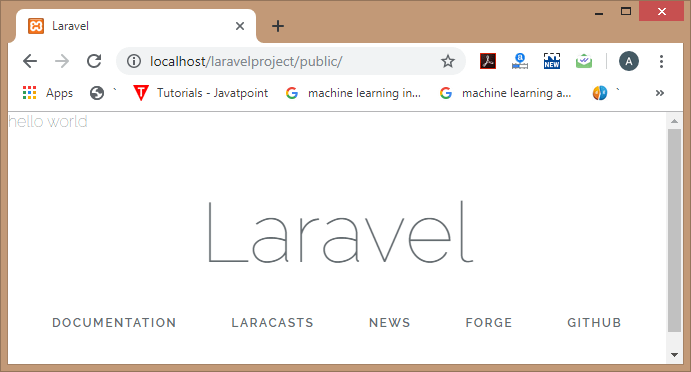 Laravel
localhost/laravelproject/public/
NEW
A
Apps ` Tutorials - Javatpoint machine learning in... machine learning a... ` »
hello world
Laravel
DOCUMENTATION LARACASTS NEWS FORGE GITHUB